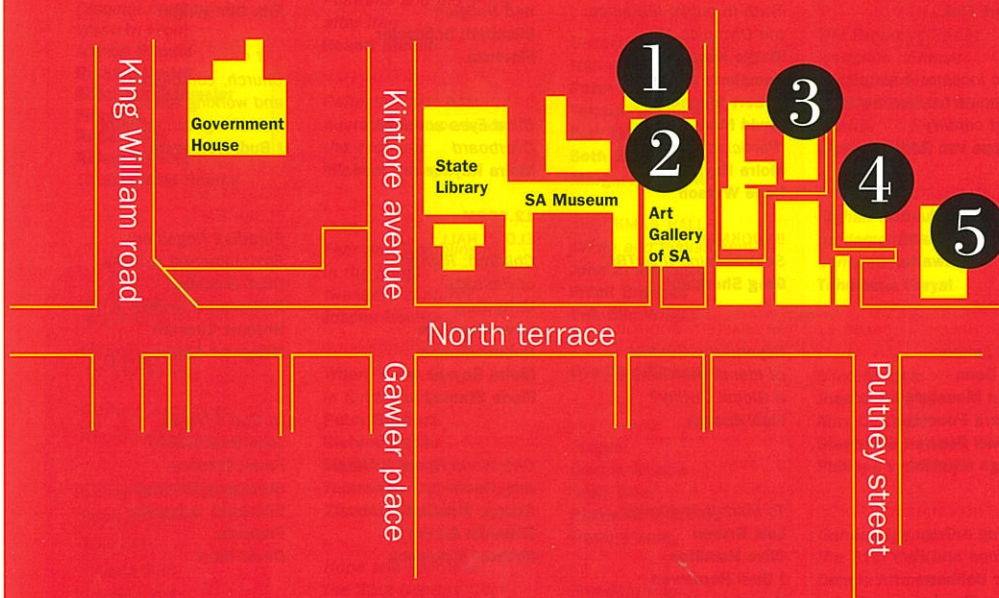 King William road
Government
House
Kintore avenue
State
Library
SA Museum
1
2
Art
Gallery
of SA
3
4
5
North terrace
Gawler place
Pultney street